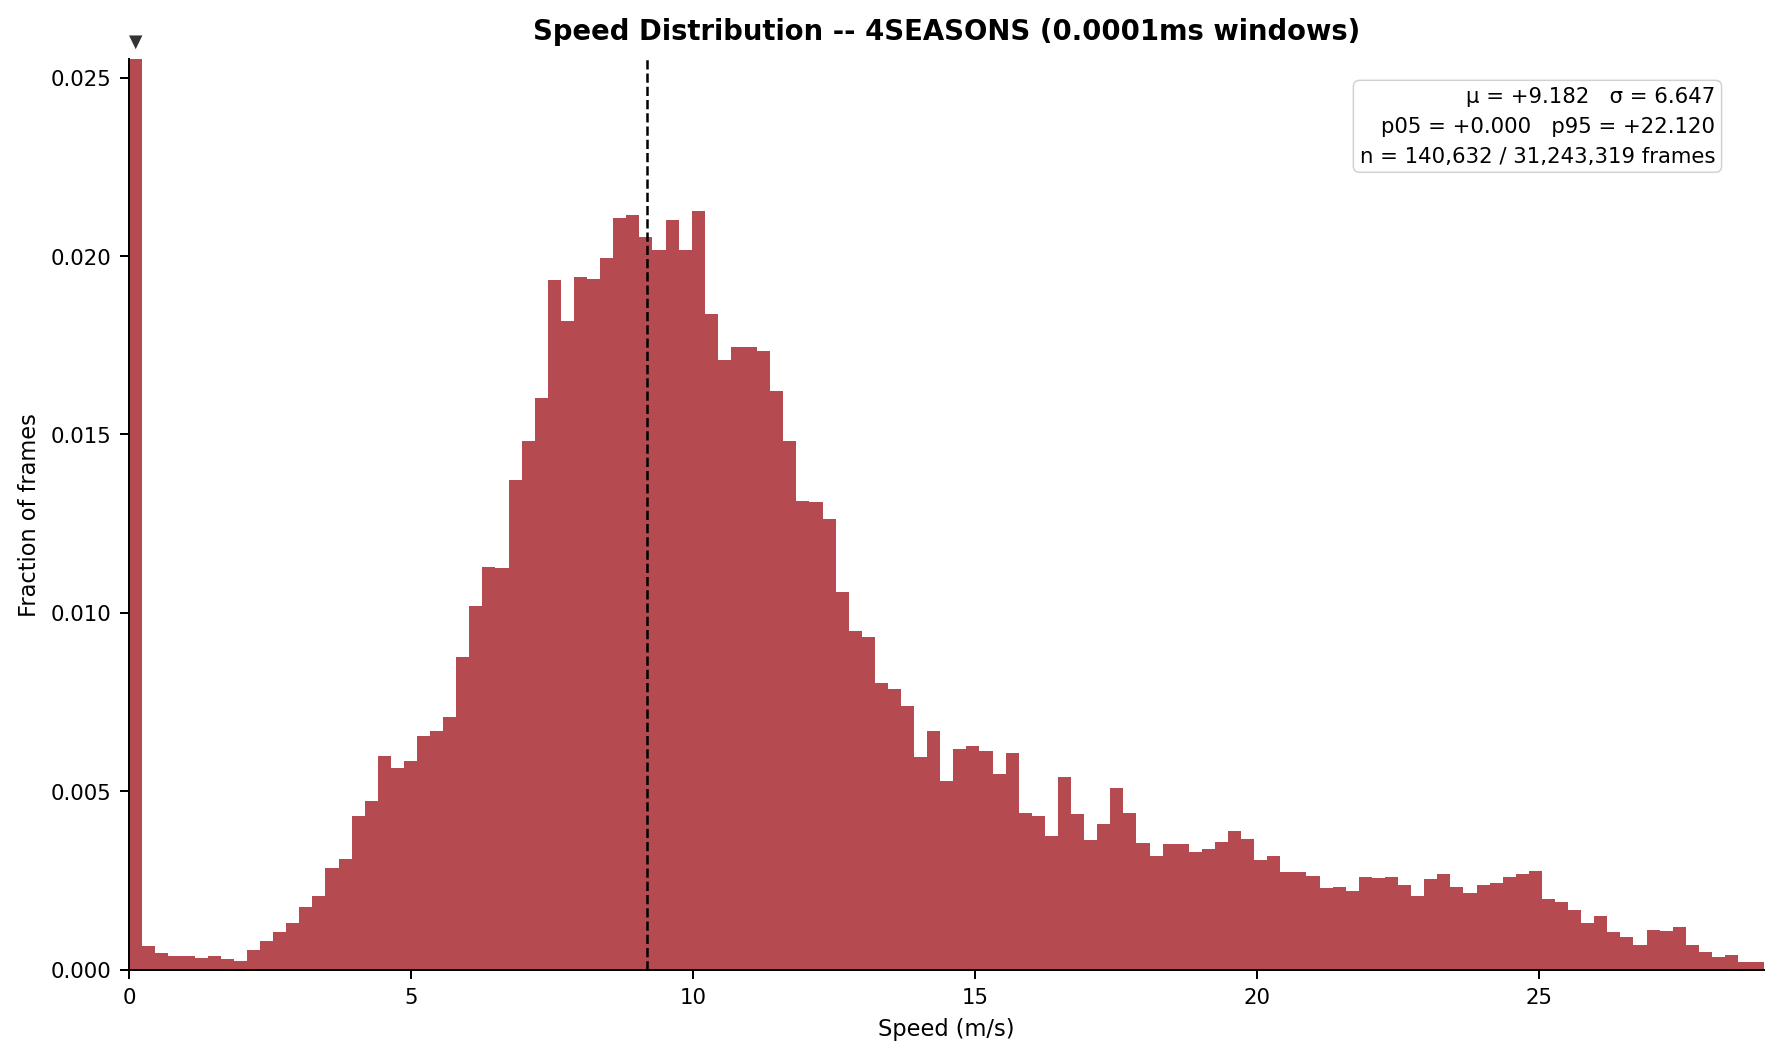 Speed Distribution -- 4SEASONS (0.0001ms windows)
▼
μ = +9.182   σ = 6.647
p05 = +0.000   p95 = +22.120
n = 140,632 / 31,243,319 frames
Fraction of frames
0.025
0.020
0.015
0.010
0.005
0.000
0
5
10
15
20
25
Speed (m/s)